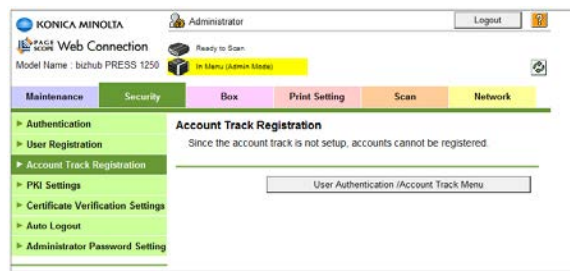 KONICA MINOLTA
Administrator
Logout
?
PAGE SCOPE Web Connection
Ready to Scan
Model Name : bizhub PRESS 1250
In Menu (Admin Mode)
Maintenance Security Box Print Setting Scan Network
Authentication
User Registration
Account Track Registration
PKI Settings
Certificate Verification Settings
Auto Logout
Administrator Password Setting
Account Track Registration
Since the account track is not setup, accounts cannot be registered.
User Authentication /Account Track Menu